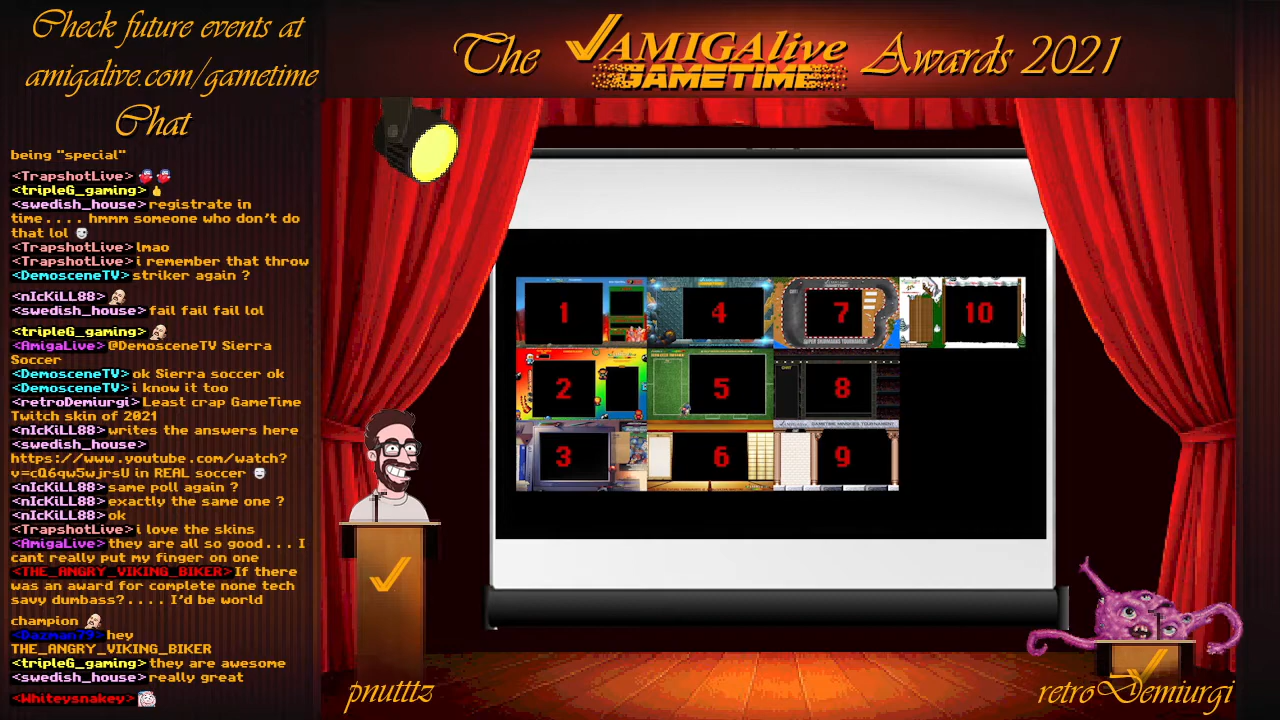 Check future events at
amigalive.com/gametime
Chat
being "special"
<TrapshotLive>
<tripleG_gaming>
<swedish_house>registrate in
time.... hmmm someone who don't do
that lol
<TrapshotLive>lmao
<TrapshotLive>i remember that throw
<DemosceneTV>striker again ?
<nIcKiLL88>
<swedish_house>fail fail fail lol
<tripleG_gaming>
<AmigaLive>@DemosceneTV Sierra
Soccer
<DemosceneTV>ok Sierra soccer ok
<DemosceneTV>i know it too
<retroDemiurgi>Least crap GameTime
Twitch skin of 2021
<nIcKiLL88>writes the answers here
<swedish_house>
https://www.youtube.com/watch?
v=cQ6qw5wjrsU in REAL soccer
<nIcKiLL88>same poll again ?
<nIcKiLL88>exactly the same one ?
<nIcKiLL88>ok
<TrapshotLive>i love the skins
<AmigaLive>they are all so good... I
cant really put my finger on one
<THE_ANGRY_VIKING_BIKER>If there
was an award for complete none tech
savy dumbass?.... I'd be world
champion
<Dazman79>hey
THE_ANGRY_VIKING_BIKER
<tripleG_gaming>they are awesome
<swedish_house>really great
<Whiteysnakey>
The AMIGAlive GAMETIME Awards 2021
1 4 7 10
2 5 8
3 6 9
pnutttz
retroDemiurgi